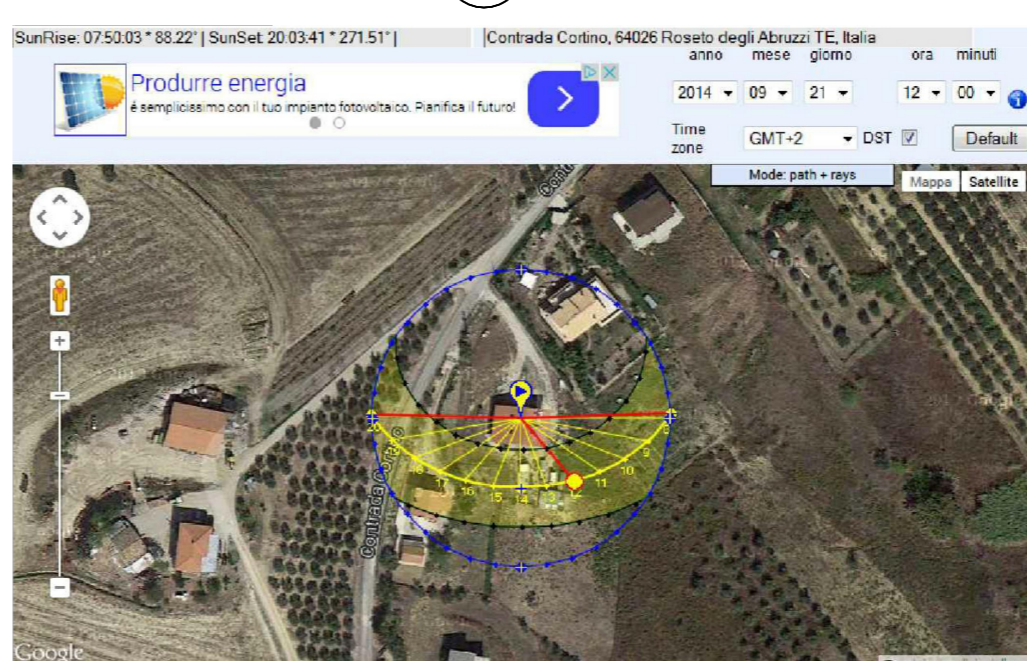 SunRise: 07:50:03 * 88.22° | SunSet: 20:03:41 * 271.51° |
Contrada Cortino, 64026 Roseto degli Abruzzi TE, Italia
anno mese giorno ora minuti
Produrre energia
é semplicissimo con il tuo impianto fotovoltaico. Pianifica il futuro!
2014 09 21 12 00
Time zone GMT+2 DST
Default
Mode: path + rays
Mappa Satellite
20 8
9
18 10
17 16 15 14 13 12 11
Contrada Cortino
Google